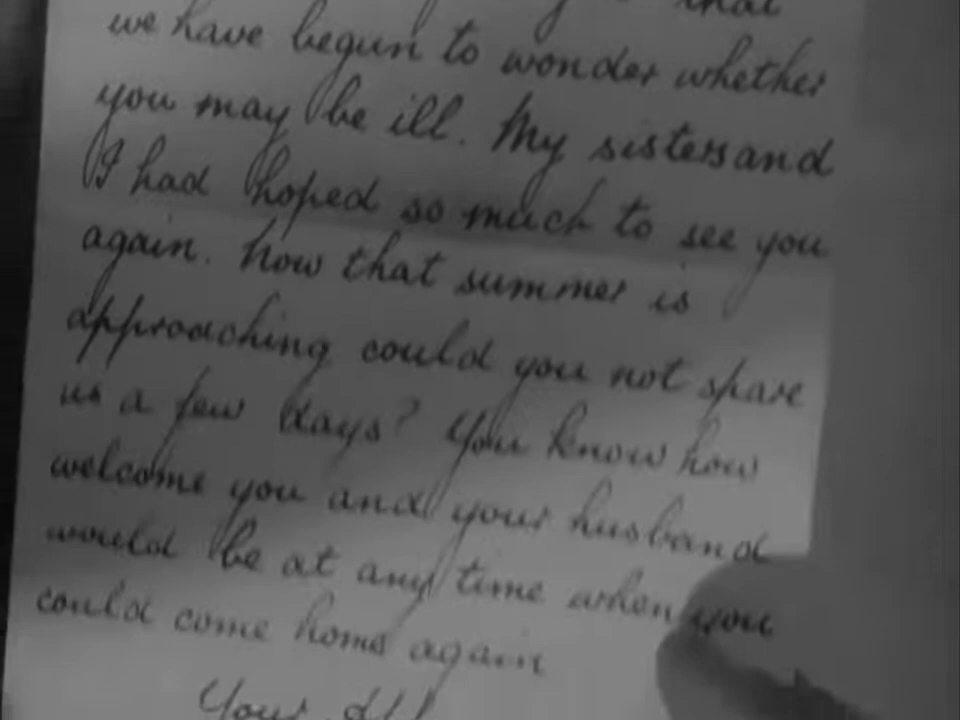 that
we have begun to wonder whether
you may be ill. My sisters and
I had hoped so much to see you
again. Now that summer is
approaching could you not spare
us a few days? You know how
welcome you and your husband
would be at any time when you
could come home again
Your